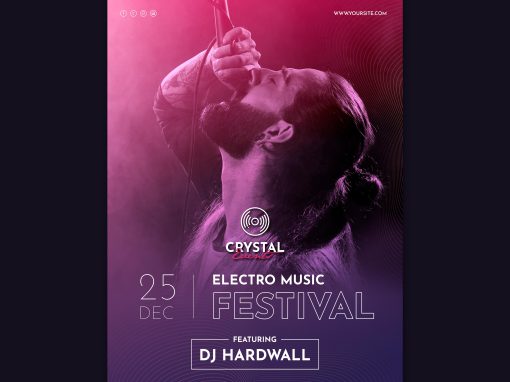 WWW.YOURSITE.COM
CRYSTAL
25
DEC
ELECTRO MUSIC
FESTIVAL
FEATURING
DJ HARDWALL